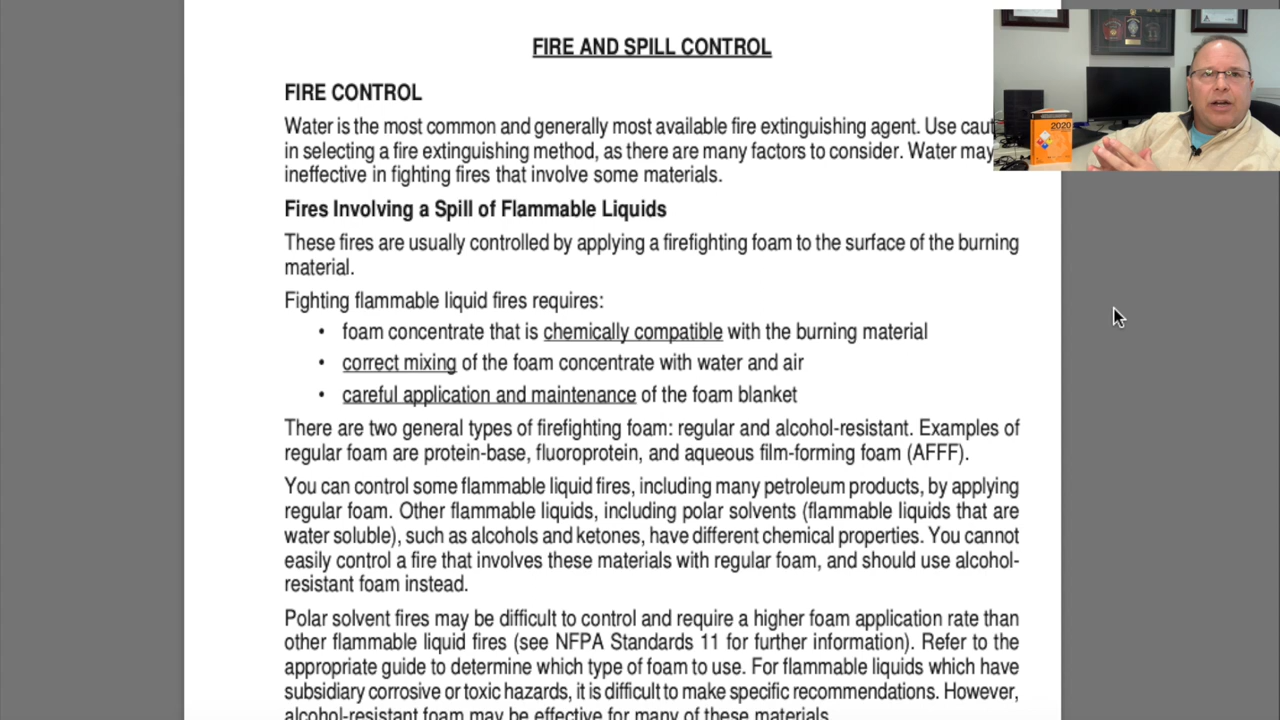 FIRE AND SPILL CONTROL
FIRE CONTROL
Water is the most common and generally most available fire extinguishing agent. Use
in selecting a fire extinguishing method, as there are many factors to consider. Water may
ineffective in fighting fires that involve some materials.
2020
Fires Involving a Spill of Flammable Liquids
These fires are usually controlled by applying a firefighting foam to the surface of the burning
material.
Fighting flammable liquid fires requires:
• foam concentrate that is chemically compatible with the burning material
• correct mixing of the foam concentrate with water and air
• careful application and maintenance of the foam blanket
There are two general types of firefighting foam: regular and alcohol-resistant. Examples of
regular foam are protein-base, fluoroprotein, and aqueous film-forming foam (AFFF).
You can control some flammable liquid fires, including many petroleum products, by applying
regular foam. Other flammable liquids, including polar solvents (flammable liquids that are
water soluble), such as alcohols and ketones, have different chemical properties. You cannot
easily control a fire that involves these materials with regular foam, and should use alcohol-
resistant foam instead.
Polar solvent fires may be difficult to control and require a higher foam application rate than
other flammable liquid fires (see NFPA Standards 11 for further information). Refer to the
appropriate guide to determine which type of foam to use. For flammable liquids which have
subsidiary corrosive or toxic hazards, it is difficult to make specific recommendations. However,
alcohol-resistant foam may be effective for many of these materials.